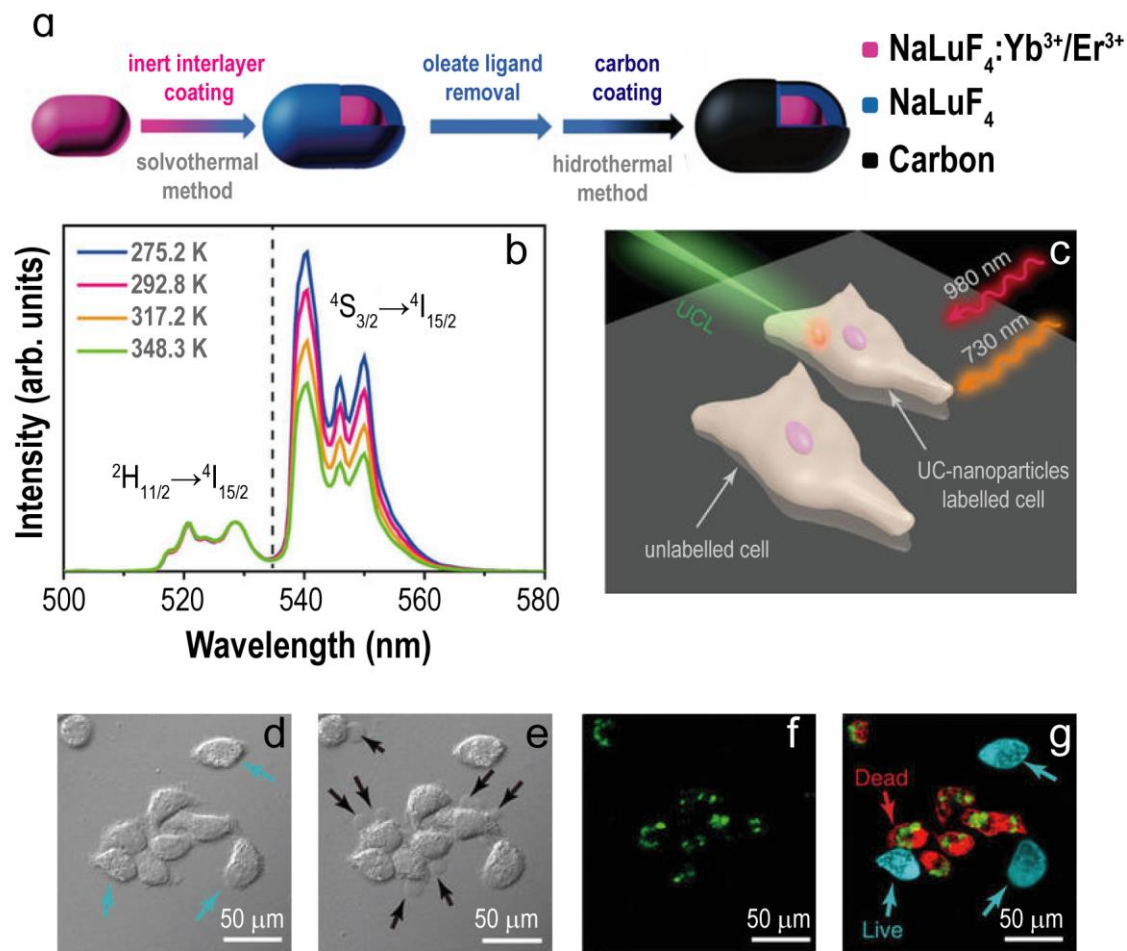 a
inert interlayer
coating
solvothermal
method
oleate ligand
removal
carbon
coating
hidrothermal
method
NaLuF₄:Yb³⁺/Er³⁺
NaLuF₄
Carbon
b
275.2 K
292.8 K
317.2 K
348.3 K
⁴S₃/₂→⁴I₁₅/₂
²H₁₁/₂→⁴I₁₅/₂
Intensity (arb. units)
500 520 540 560 580
Wavelength (nm)
c
980 nm
730 nm
UCL
UC-nanoparticles
labelled cell
unlabelled cell
d
50 µm
e
50 µm
f
50 µm
g
Dead
Live
50 µm